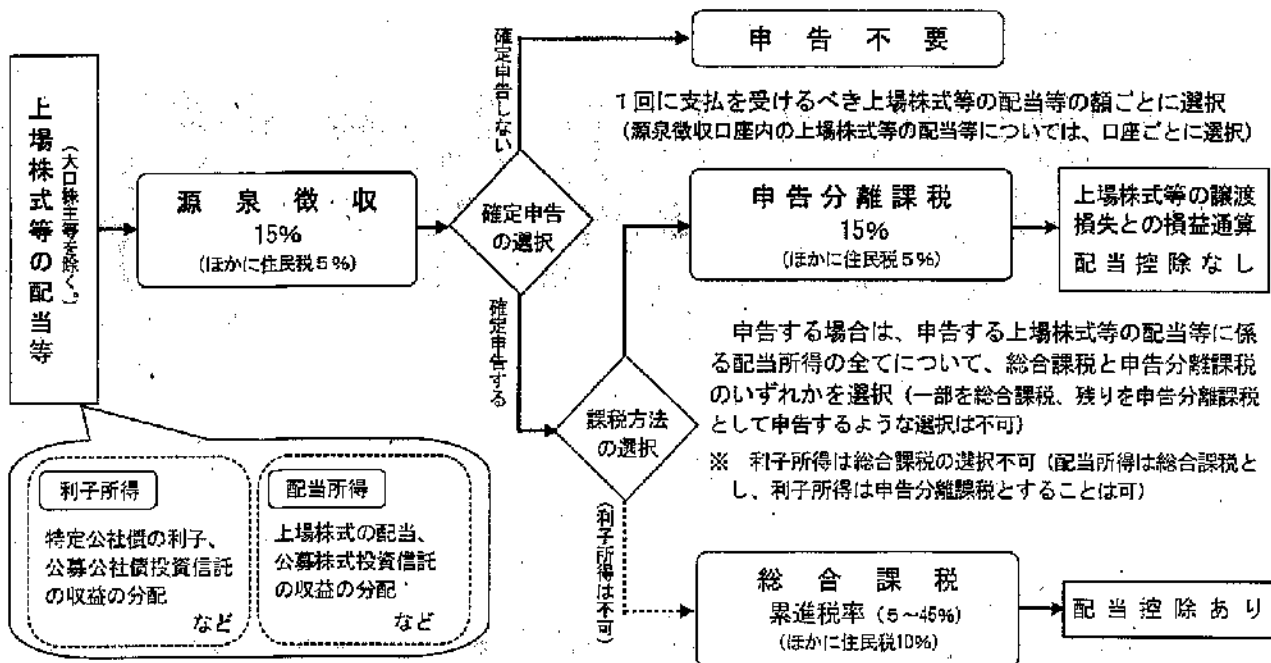 上場株式等の配当等
(大口株主等を除く。)
源泉徴収
15%
(ほかに住民税5%)
確定申告
の選択
確定申告しない
申告不要
1回に支払を受けるべき上場株式等の配当等の額ごとに選択
(源泉徴収口座内の上場株式等の配当等については、口座ごとに選択)
確定申告する
課税方法
の選択
申告分離課税
15%
(ほかに住民税5%)
上場株式等の譲渡
損失との損益通算
配当控除なし
申告する場合は、申告する上場株式等の配当等に係
る配当所得の全てについて、総合課税と申告分離課税
のいずれかを選択(一部を総合課税、残りを申告分離課税
として申告するような選択は不可)
※ 利子所得は総合課税の選択不可(配当所得は総合課税と
し、利子所得は申告分離課税とすることは可)
(利子所得は不可)
総合課税
累進税率(5~45%)
(ほかに住民税10%)
配当控除あり
利子所得
特定公社債の利子、
公募公社債投資信託
の収益の分配
など
配当所得
上場株式の配当、
公募株式投資信託
の収益の分配
など